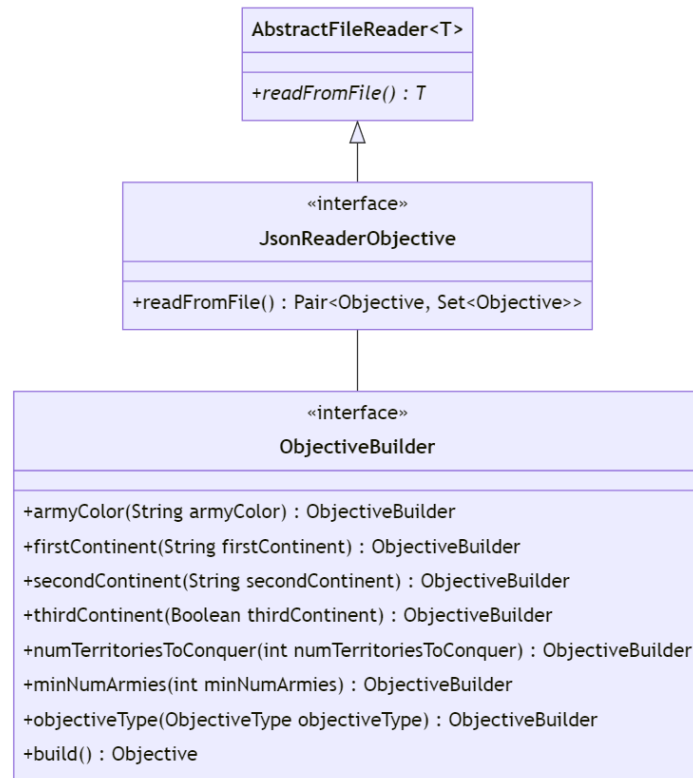 AbstractFileReader<T>
+readFromFile() : T
«interface»
JsonReaderObjective
+readFromFile() : Pair<Objective, Set<Objective>>
«interface»
ObjectiveBuilder
+armyColor(String armyColor) : ObjectiveBuilder
+firstContinent(String firstContinent) : ObjectiveBuilder
+secondContinent(String secondContinent) : ObjectiveBuilder
+thirdContinent(Boolean thirdContinent) : ObjectiveBuilder
+numTerritoriesToConquer(int numTerritoriesToConquer) : ObjectiveBuilder
+minNumArmies(int minNumArmies) : ObjectiveBuilder
+objectiveType(ObjectiveType objectiveType) : ObjectiveBuilder
+build() : Objective